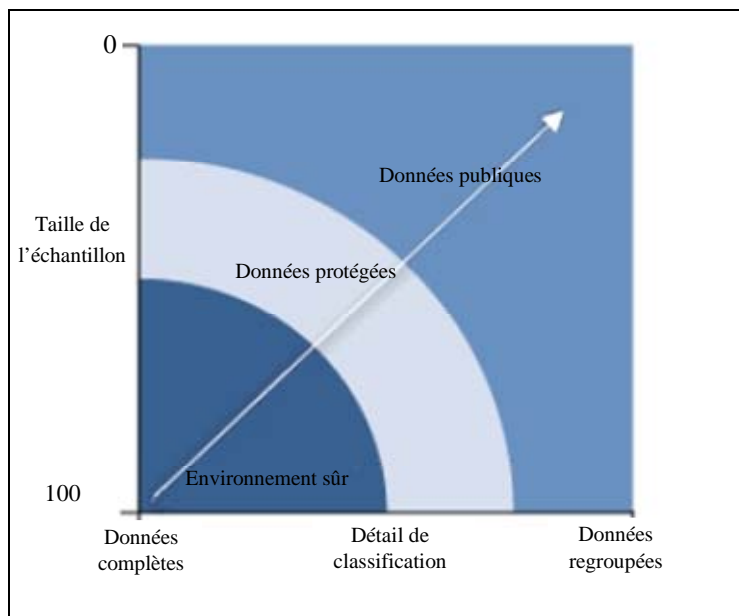 0
Données publiques
Taille de
l’échantillon
Données protégées
Environnement sûr
100
Données
complètes
Détail de
classification
Données
regroupées